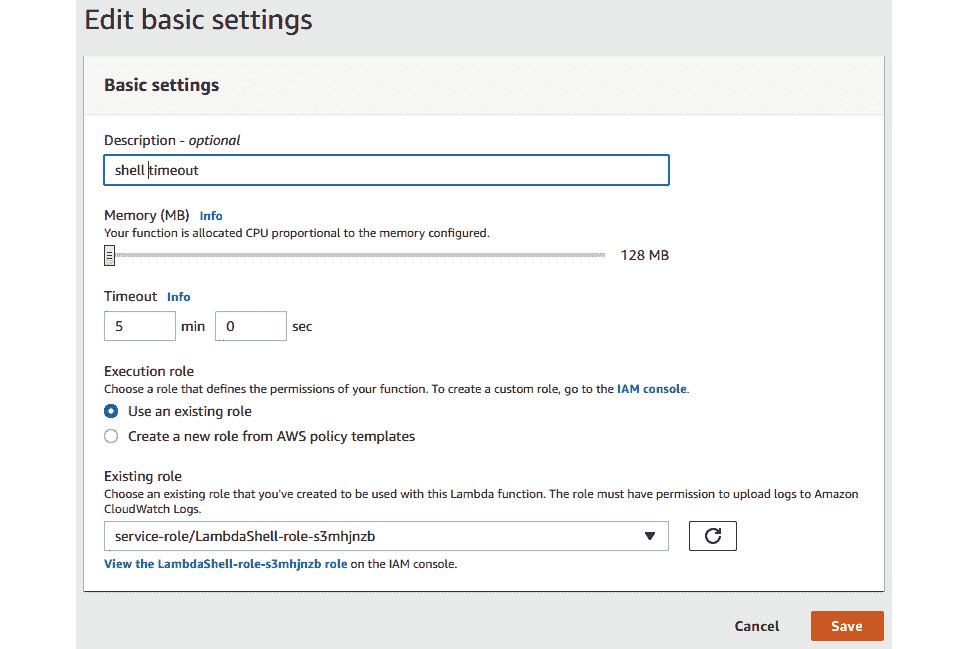 Edit basic settings
Basic settings
Description - optional
shell timeout
Memory (MB) Info
Your function is allocated CPU proportional to the memory configured.
128 MB
Timeout Info
5 min 0 sec
Execution role
Choose a role that defines the permissions of your function. To create a custom role, go to the IAM console.
Use an existing role
Create a new role from AWS policy templates
Existing role
Choose an existing role that you've created to be used with this Lambda function. The role must have permission to upload logs to Amazon
CloudWatch Logs.
service-role/LambdaShell-role-s3mhjnzb
View the LambdaShell-role-s3mhjnzb role on the IAM console.
Cancel Save